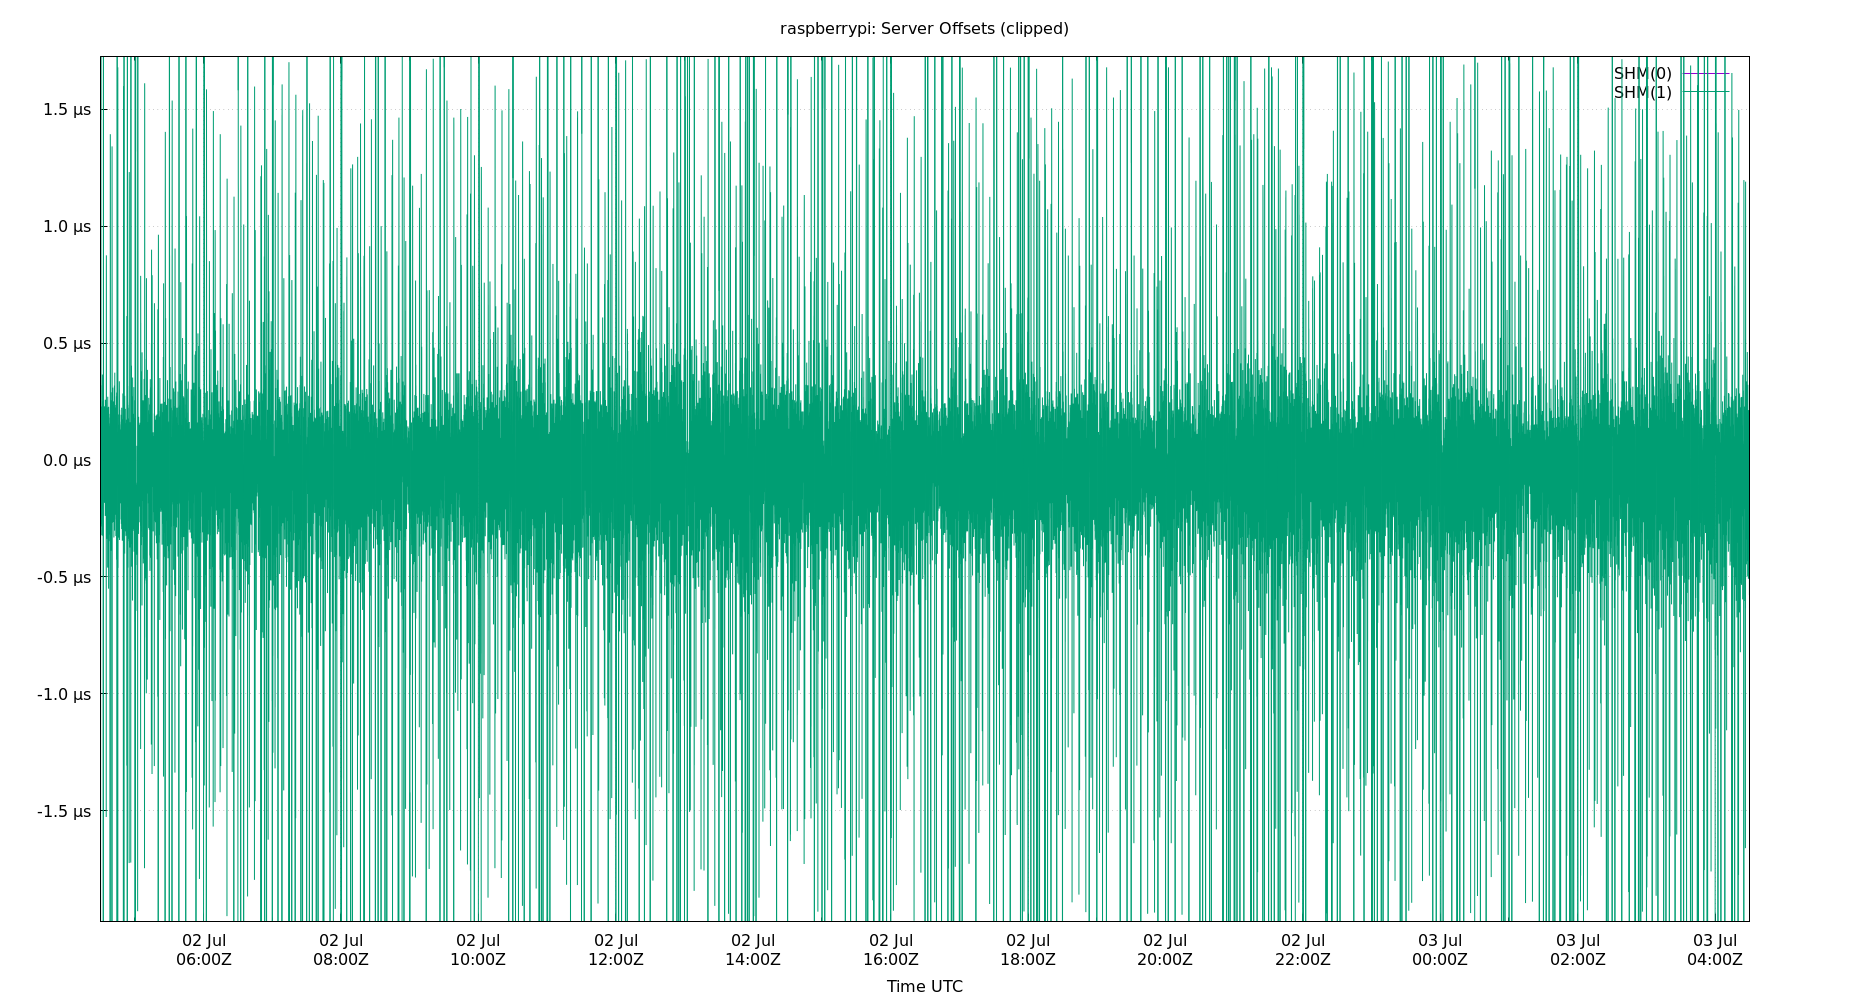 raspberrypi: Server Offsets (clipped)
SHM(0)
SHM(1)
1.5 µs
1.0 µs
0.5 µs
0.0 µs
-0.5 µs
-1.0 µs
-1.5 µs
02 Jul 02 Jul 02 Jul 02 Jul 02 Jul 02 Jul 02 Jul 02 Jul 02 Jul 03 Jul 03 Jul 03 Jul
06:00Z 08:00Z 10:00Z 12:00Z 14:00Z 16:00Z 18:00Z 20:00Z 22:00Z 00:00Z 02:00Z 04:00Z
Time UTC